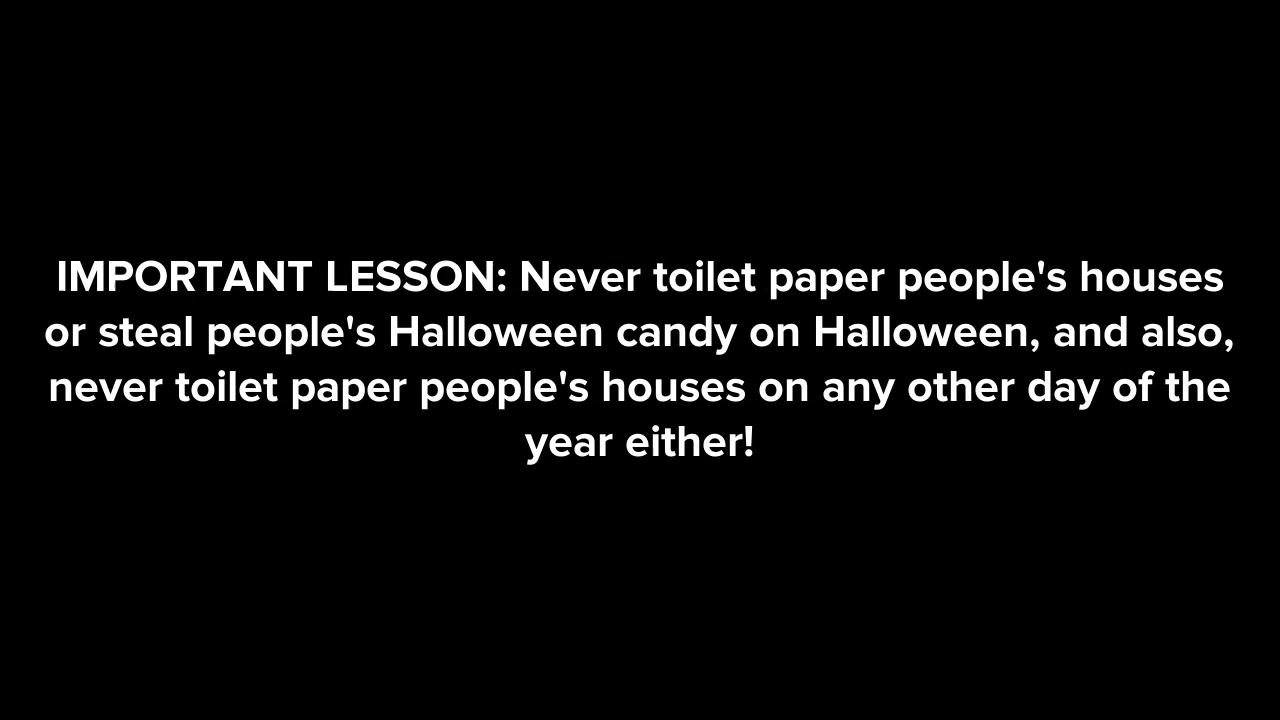 IMPORTANT LESSON: Never toilet paper people's houses
or steal people's Halloween candy on Halloween, and also,
never toilet paper people's houses on any other day of the
year either!